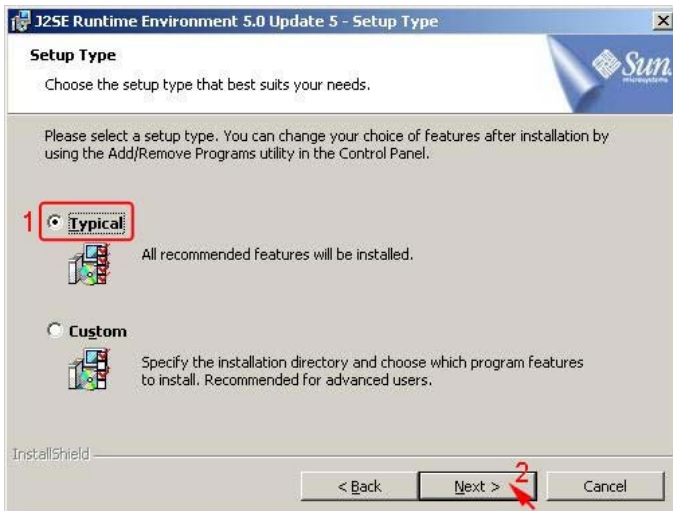 J2SE Runtime Environment 5.0 Update 5 - Setup Type
Setup Type
Choose the setup type that best suits your needs.
Sun
microsystems
Please select a setup type. You can change your choice of features after installation by
using the Add/Remove Programs utility in the Control Panel.
1 Typical
All recommended features will be installed.
Custom
Specify the installation directory and choose which program features
to install. Recommended for advanced users.
InstallShield
< Back Next > 2 Cancel